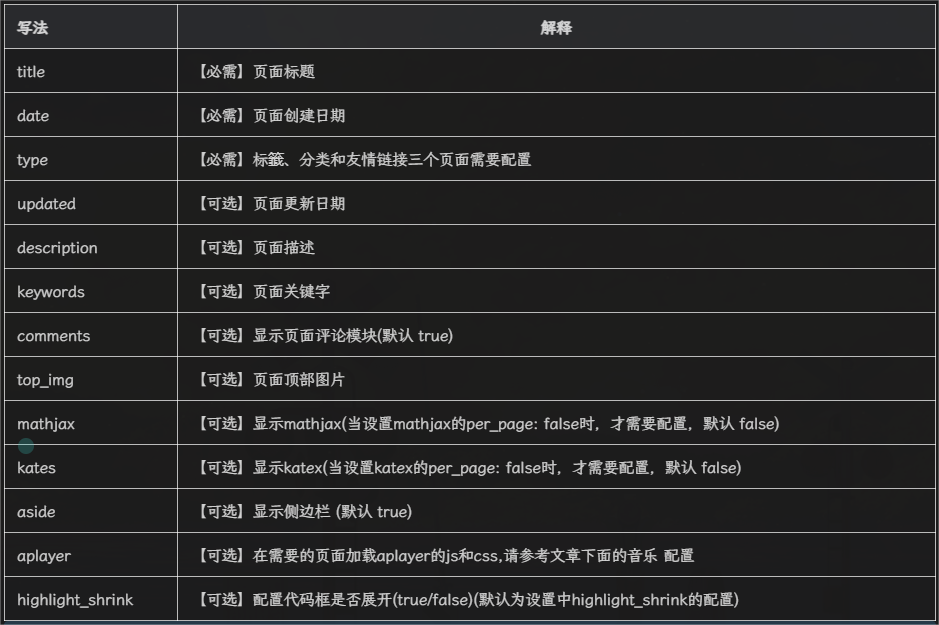 写法 解释
title 【必需】页面标题
date 【必需】页面创建日期
type 【必需】标籤、分类和友情链接三个页面需要配置
updated 【可选】页面更新日期
description 【可选】页面描述
keywords 【可选】页面关键字
comments 【可选】显示页面评论模块(默认 true)
top_img 【可选】页面顶部图片
mathjax 【可选】显示mathjax(当设置mathjax的per_page: false时，才需要配置，默认 false)
kates 【可选】显示katex(当设置katex的per_page: false时，才需要配置，默认 false)
aside 【可选】显示侧边栏 (默认 true)
aplayer 【可选】在需要的页面加载aplayer的js和css,请参考文章下面的音乐 配置
highlight_shrink 【可选】配置代码框是否展开(true/false)(默认为设置中highlight_shrink的配置)